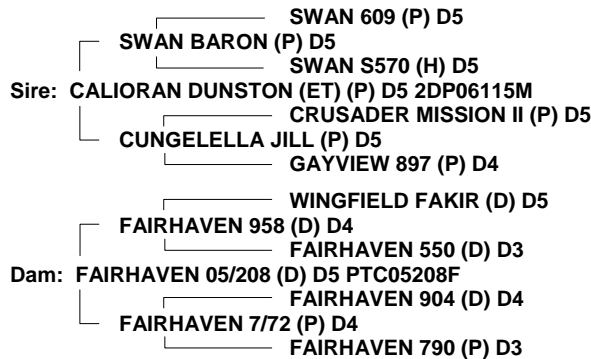 SWAN 609 (P) D5
SWAN BARON (P) D5
SWAN S570 (H) D5
Sire: CALIORAN DUNSTON (ET) (P) D5 2DP06115M
CRUSADER MISSION II (P) D5
CUNGELELLA JILL (P) D5
GAYVIEW 897 (P) D4
WINGFIELD FAKIR (D) D5
FAIRHAVEN 958 (D) D4
FAIRHAVEN 550 (D) D3
Dam: FAIRHAVEN 05/208 (D) D5 PTC05208F
FAIRHAVEN 904 (D) D4
FAIRHAVEN 7/72 (P) D4
FAIRHAVEN 790 (P) D3